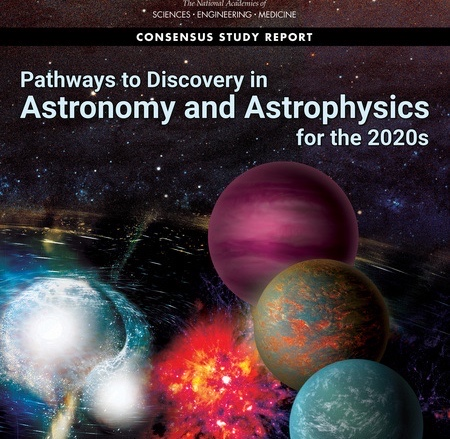 The National Academies of
SCIENCES • ENGINEERING • MEDICINE
CONSENSUS STUDY REPORT
Pathways to Discovery in
Astronomy and Astrophysics
for the 2020s